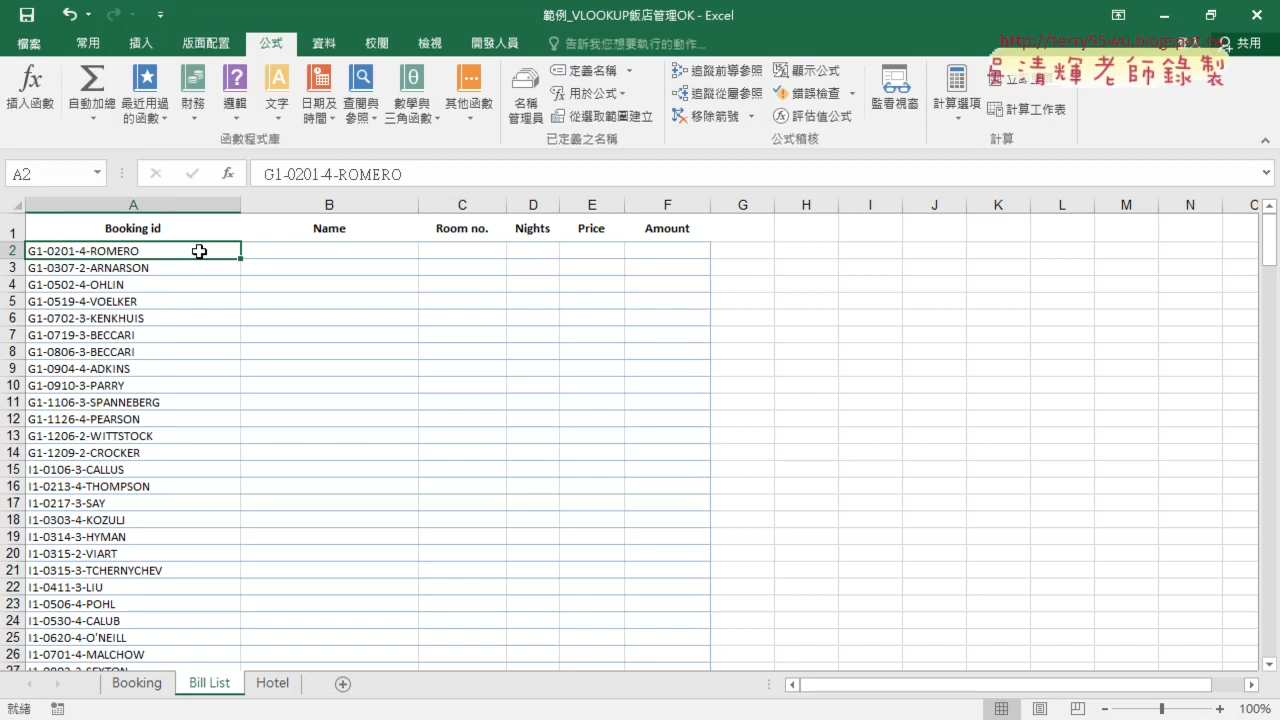 範例_VLOOKUP飯店管理OK - Excel
檔案 常用 插入 版面配置 公式 資料 校閱 檢視 開發人員 告訴我您想要執行的動作... 共用
http://terry55wu.blogspot.tw
吳清輝老師錄製
插入函數 自動加總 最近用過的函數 財務 邏輯 文字 日期及時間 查閱與參照 數學與三角函數 其他函數
函數程式庫
名稱管理員 定義名稱 用於公式 從選取範圍建立
已定義之名稱
追蹤前導參照 追蹤從屬參照 移除箭號 顯示公式 錯誤檢查 評估值公式 監看視窗
公式稽核
計算選項 計算工作表
計算
A2 fx G1-0201-4-ROMERO
A B C D E F G H I J K L M N
1 Booking id Name Room no. Nights Price Amount
2 G1-0201-4-ROMERO
3 G1-0307-2-ARNARSON
4 G1-0502-4-OHLIN
5 G1-0519-4-VOELKER
6 G1-0702-3-KENKHUIS
7 G1-0719-3-BECCARI
8 G1-0806-3-BECCARI
9 G1-0904-4-ADKINS
10 G1-0910-3-PARRY
11 G1-1106-3-SPANNEBERG
12 G1-1126-4-PEARSON
13 G1-1206-2-WITTSTOCK
14 G1-1209-2-CROCKER
15 I1-0106-3-CALLUS
16 I1-0213-4-THOMPSON
17 I1-0217-3-SAY
18 I1-0303-4-KOZULJ
19 I1-0314-3-HYMAN
20 I1-0315-2-VIART
21 I1-0315-3-TCHERNYCHEV
22 I1-0411-3-LIU
23 I1-0506-4-POHL
24 I1-0530-4-CALUB
25 I1-0620-4-O'NEILL
26 I1-0701-4-MALCHOW
Booking Bill List Hotel
就緒 100%